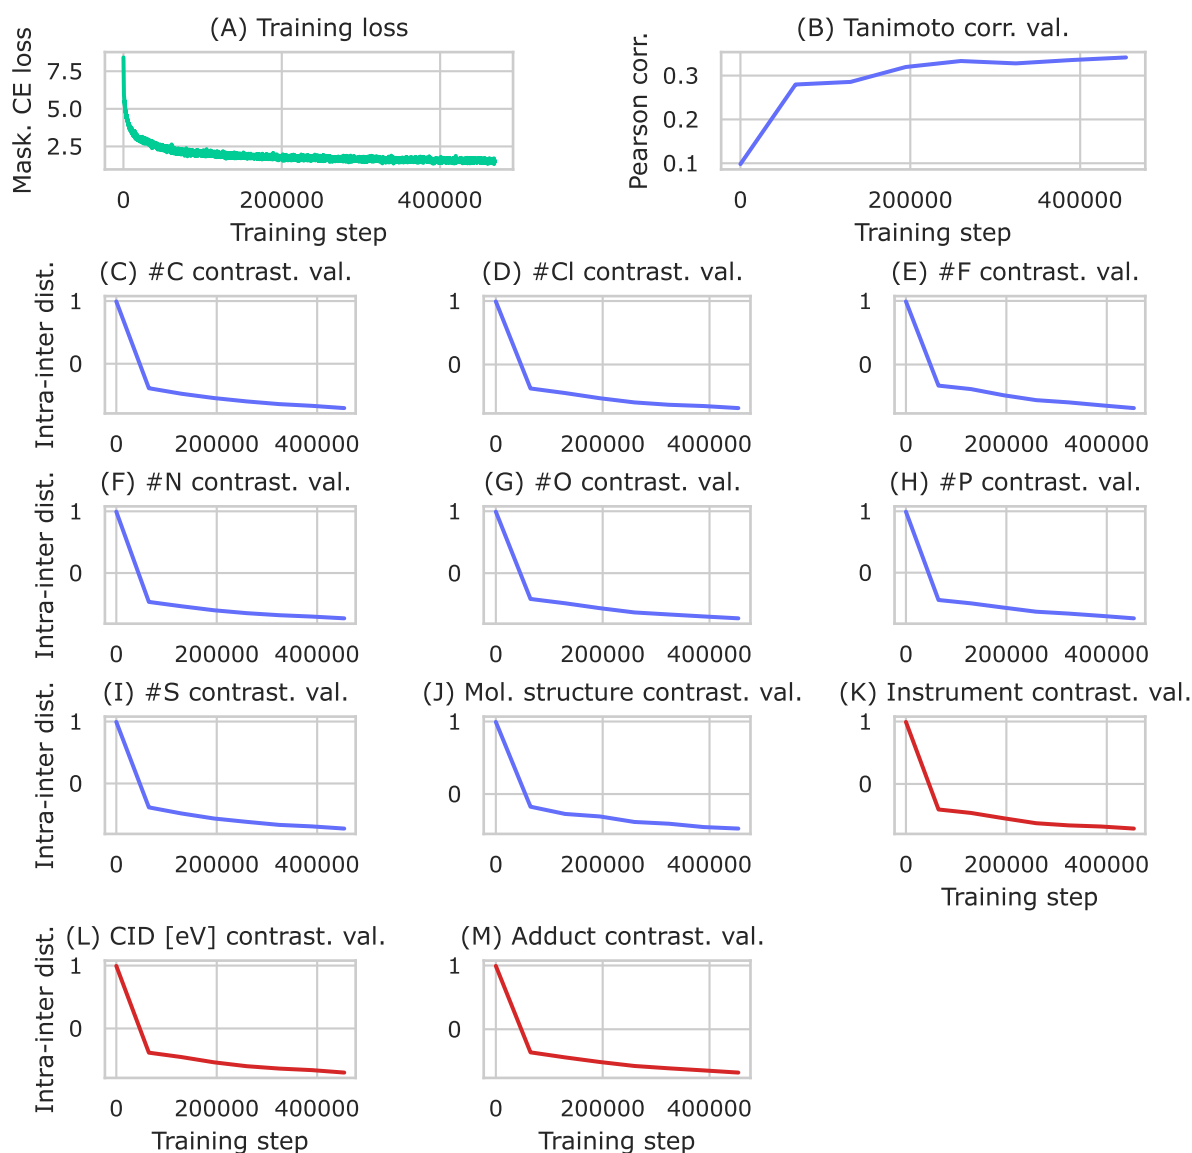 (A) Training loss
Mask. CE loss
7.5
5.0
2.5
0 200000 400000
Training step
(B) Tanimoto corr. val.
Pearson corr.
0.3
0.2
0.1
0 200000 400000
Training step
(C) #C contrast. val.
Intra-inter dist.
1
0
0 200000 400000
(D) #Cl contrast. val.
1
0
0 200000 400000
(E) #F contrast. val.
1
0
0 200000 400000
(F) #N contrast. val.
Intra-inter dist.
1
0
0 200000 400000
(G) #O contrast. val.
1
0
0 200000 400000
(H) #P contrast. val.
1
0
0 200000 400000
(I) #S contrast. val.
Intra-inter dist.
1
0
0 200000 400000
(J) Mol. structure contrast. val.
1
0
0 200000 400000
(K) Instrument contrast. val.
1
0
0 200000 400000
Training step
(L) CID [eV] contrast. val.
Intra-inter dist.
1
0
0 200000 400000
Training step
(M) Adduct contrast. val.
1
0
0 200000 400000
Training step